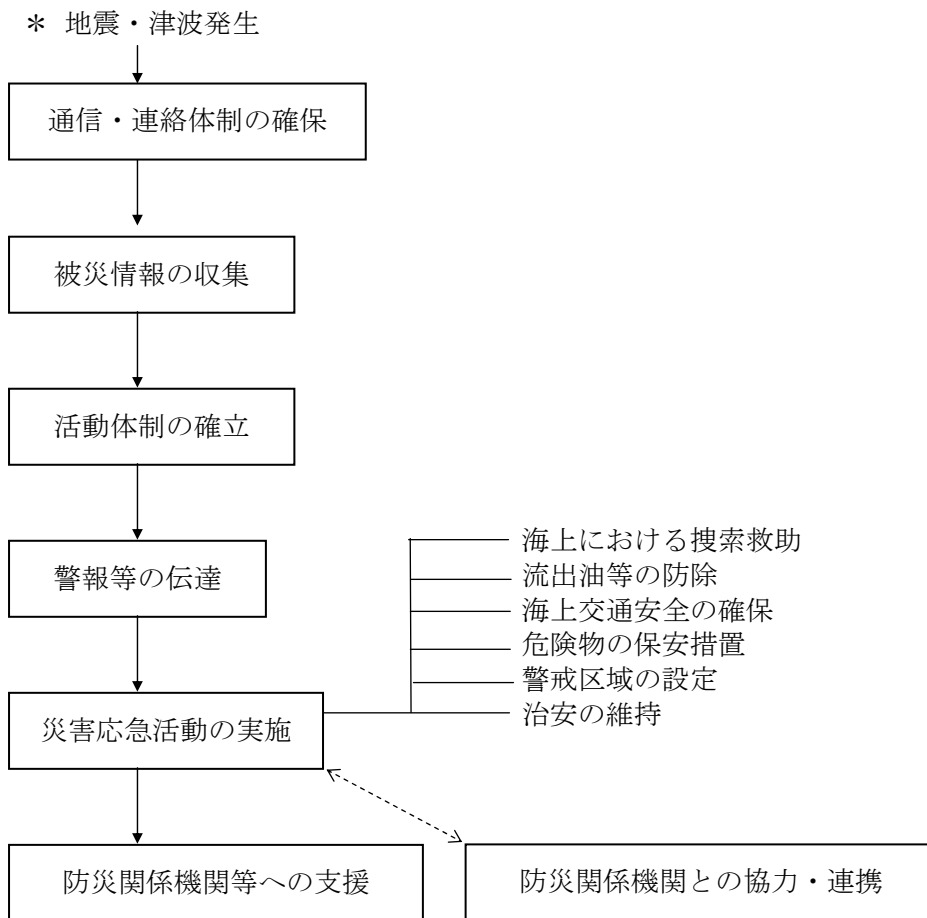 ＊ 地震・津波発生
通信・連絡体制の確保
被災情報の収集
活動体制の確立
警報等の伝達
海上における捜索救助
流出油等の防除
海上交通安全の確保
危険物の保安措置
警戒区域の設定
治安の維持
災害応急活動の実施
防災関係機関等への支援
防災関係機関との協力・連携